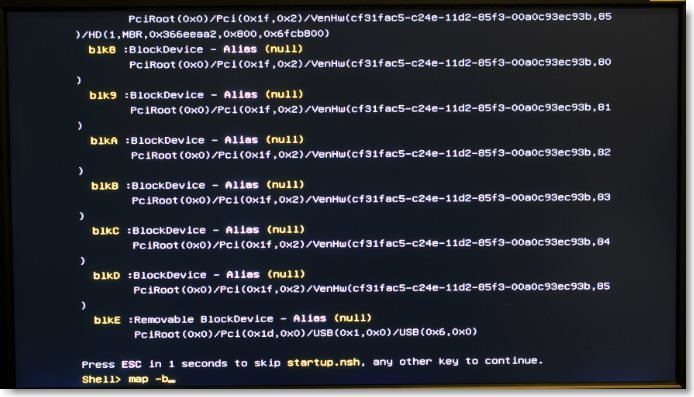 PciRoot(0x0)/Pci(0x1f,0x2)/VenHw(cf31fac5-c24e-11d2-85f3-00a0c93ec93b,85
)/HD(1,MBR,0x366eeaa2,0x800,0x6fcb800)
blk8 :BlockDevice - Alias (null)
PciRoot(0x0)/Pci(0x1f,0x2)/VenHw(cf31fac5-c24e-11d2-85f3-00a0c93ec93b,80
)
blk9 :BlockDevice - Alias (null)
PciRoot(0x0)/Pci(0x1f,0x2)/VenHw(cf31fac5-c24e-11d2-85f3-00a0c93ec93b,81
)
blkA :BlockDevice - Alias (null)
PciRoot(0x0)/Pci(0x1f,0x2)/VenHw(cf31fac5-c24e-11d2-85f3-00a0c93ec93b,82
)
blkB :BlockDevice - Alias (null)
PciRoot(0x0)/Pci(0x1f,0x2)/VenHw(cf31fac5-c24e-11d2-85f3-00a0c93ec93b,83
)
blkC :BlockDevice - Alias (null)
PciRoot(0x0)/Pci(0x1f,0x2)/VenHw(cf31fac5-c24e-11d2-85f3-00a0c93ec93b,84
)
blkD :BlockDevice - Alias (null)
PciRoot(0x0)/Pci(0x1f,0x2)/VenHw(cf31fac5-c24e-11d2-85f3-00a0c93ec93b,85
)
blkE :Removable BlockDevice - Alias (null)
PciRoot(0x0)/Pci(0x1d,0x0)/USB(0x1,0x0)/USB(0x6,0x0)
Press ESC in 1 seconds to skip startup.nsh, any other key to continue.
Shell> map -b_